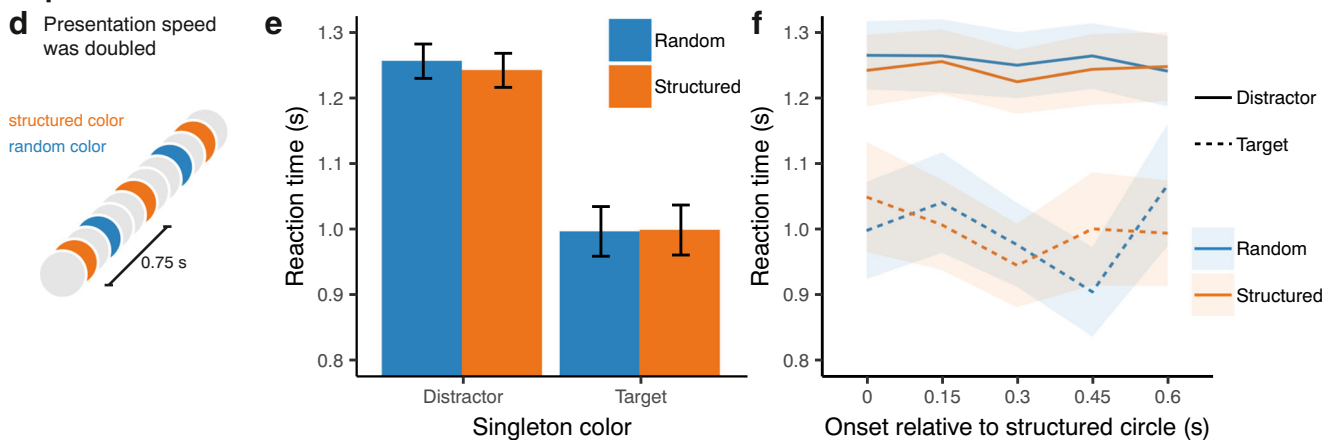 d Presentation speed
was doubled
structured color
random color
0.75 s
e
1.3
1.2
1.1
1.0
0.9
0.8
Reaction time (s)
Random
Structured
Distractor
Target
Singleton color
f
1.3
1.2
1.1
1.0
0.9
0.8
Reaction time (s)
0 0.15 0.3 0.45 0.6
Onset relative to structured circle (s)
Distractor
Target
Random
Structured